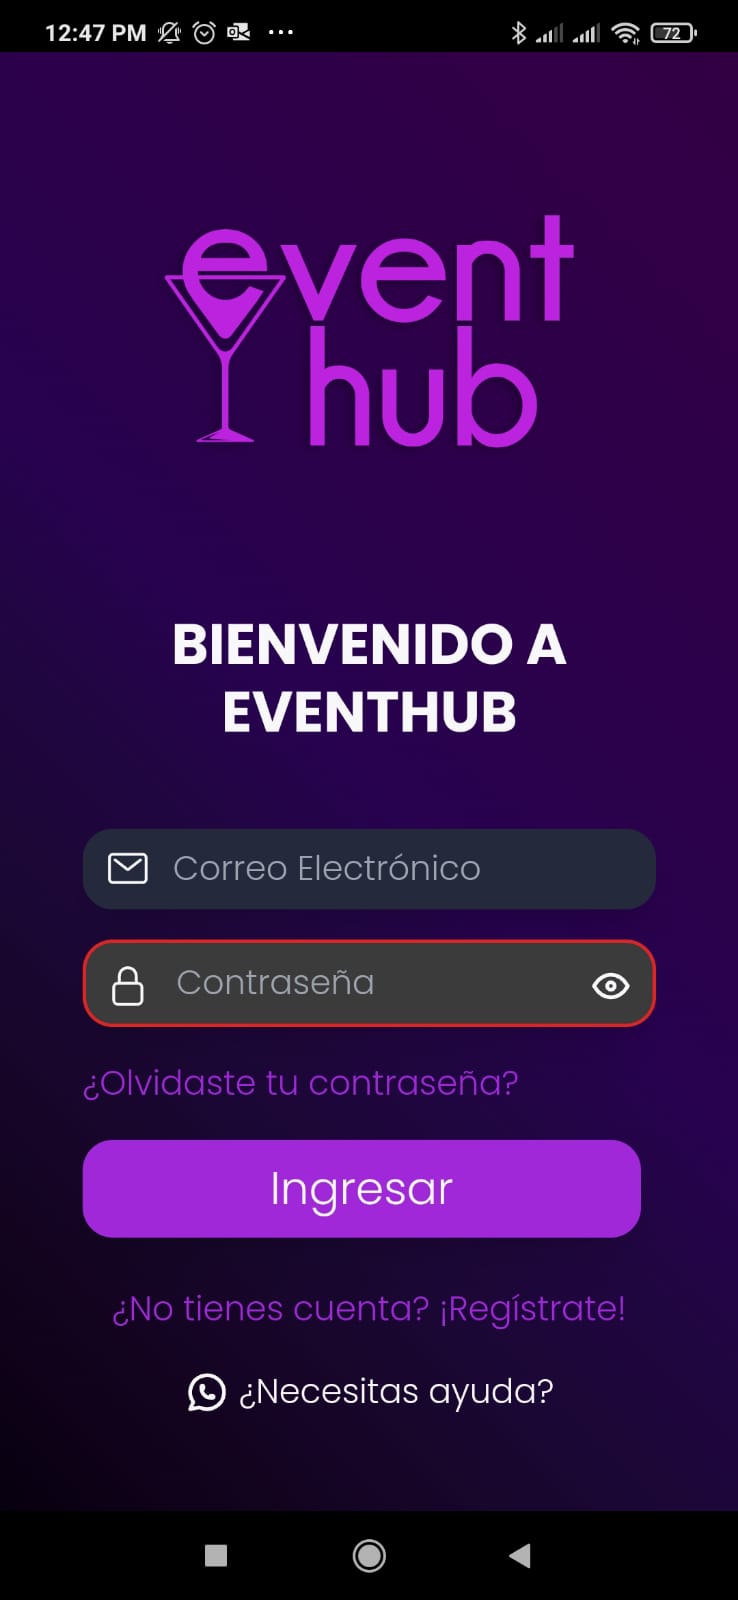 12:47 PM
72
event
hub
BIENVENIDO A
EVENTHUB
Correo Electrónico
Contraseña
¿Olvidaste tu contraseña?
Ingresar
¿No tienes cuenta? ¡Regístrate!
¿Necesitas ayuda?